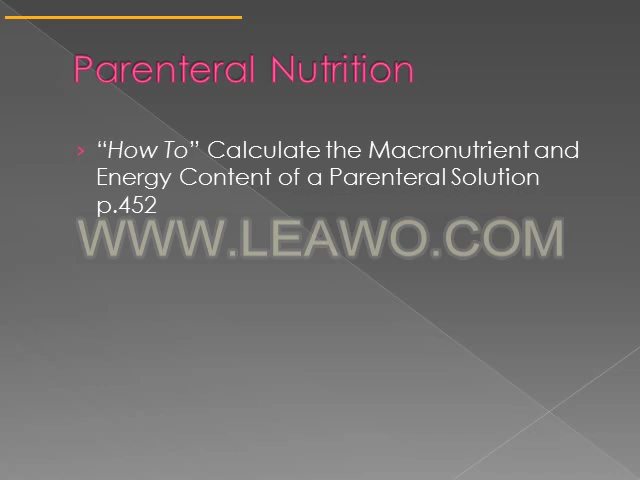 Parenteral Nutrition
› “How To” Calculate the Macronutrient and
Energy Content of a Parenteral Solution
p.452
WWW.LEAWO.COM